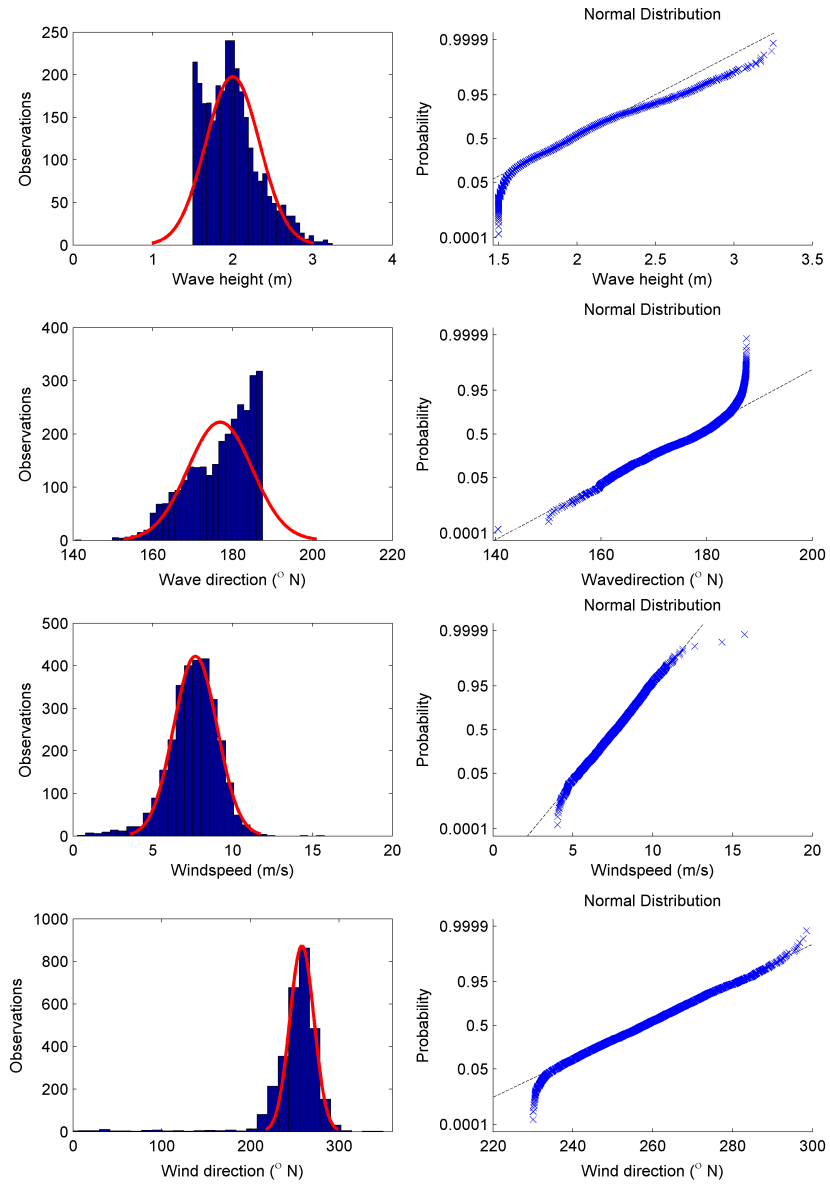 Normal Distribution
250
200
150
100
50
0
Observations
0 1 2 3 4
Wave height (m)
0.9999
0.95
0.5
0.05
0.0001
Probability
1.5 2 2.5 3 3.5
Wave height (m)
Normal Distribution
400
300
200
100
0
Observations
140 160 180 200 220
Wave direction (° N)
0.9999
0.95
0.5
0.05
0.0001
Probability
140 160 180 200
Wavedirection (° N)
Normal Distribution
500
400
300
200
100
0
Observations
0 5 10 15 20
Windspeed (m/s)
0.9999
0.95
0.5
0.05
0.0001
Probability
0 5 10 15 20
Windspeed (m/s)
Normal Distribution
1000
800
600
400
200
0
Observations
0 100 200 300
Wind direction (° N)
0.9999
0.95
0.5
0.05
0.0001
Probability
220 240 260 280 300
Wind direction (° N)